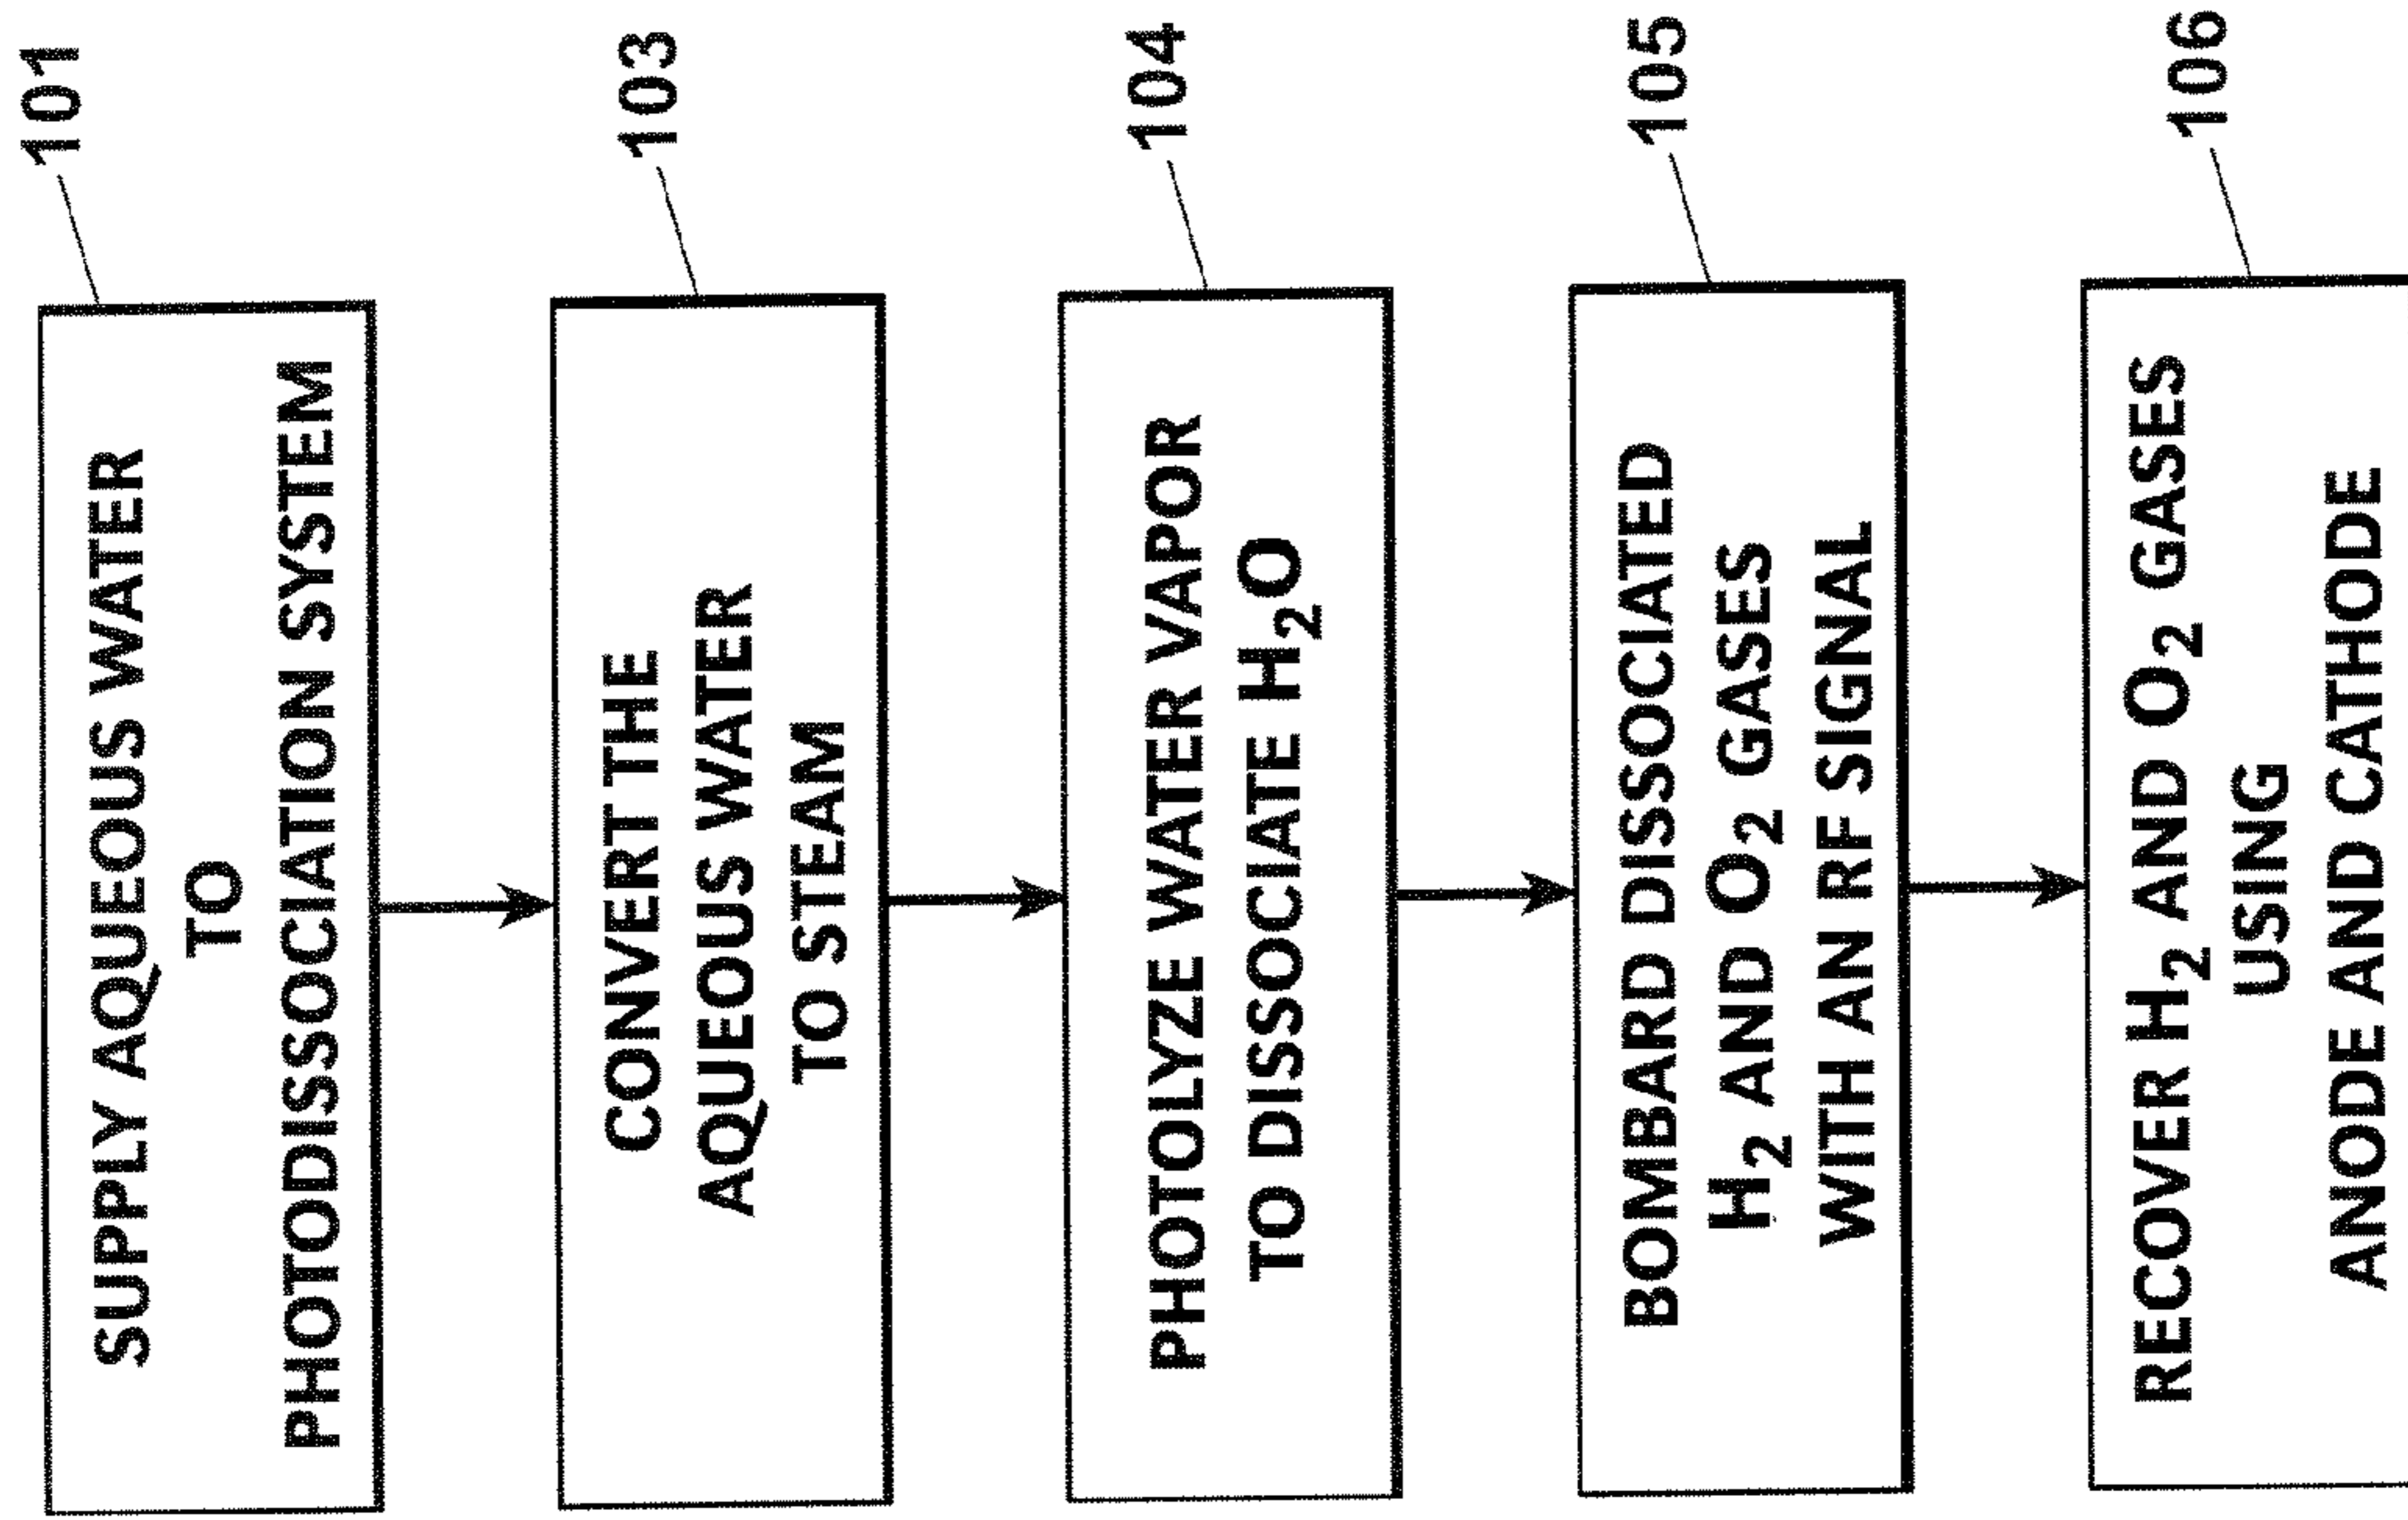 101
SUPPLY AQUEOUS WATER
TO
PHOTODISSOCIATION SYSTEM
103
CONVERT THE
AQUEOUS WATER
TO STEAM
104
PHOTOLYZE WATER VAPOR
TO DISSOCIATE H₂O
105
BOMBARD DISSOCIATED
H₂ AND O₂ GASES
WITH AN RF SIGNAL
106
RECOVER H₂ AND O₂ GASES
USING
ANODE AND CATHODE